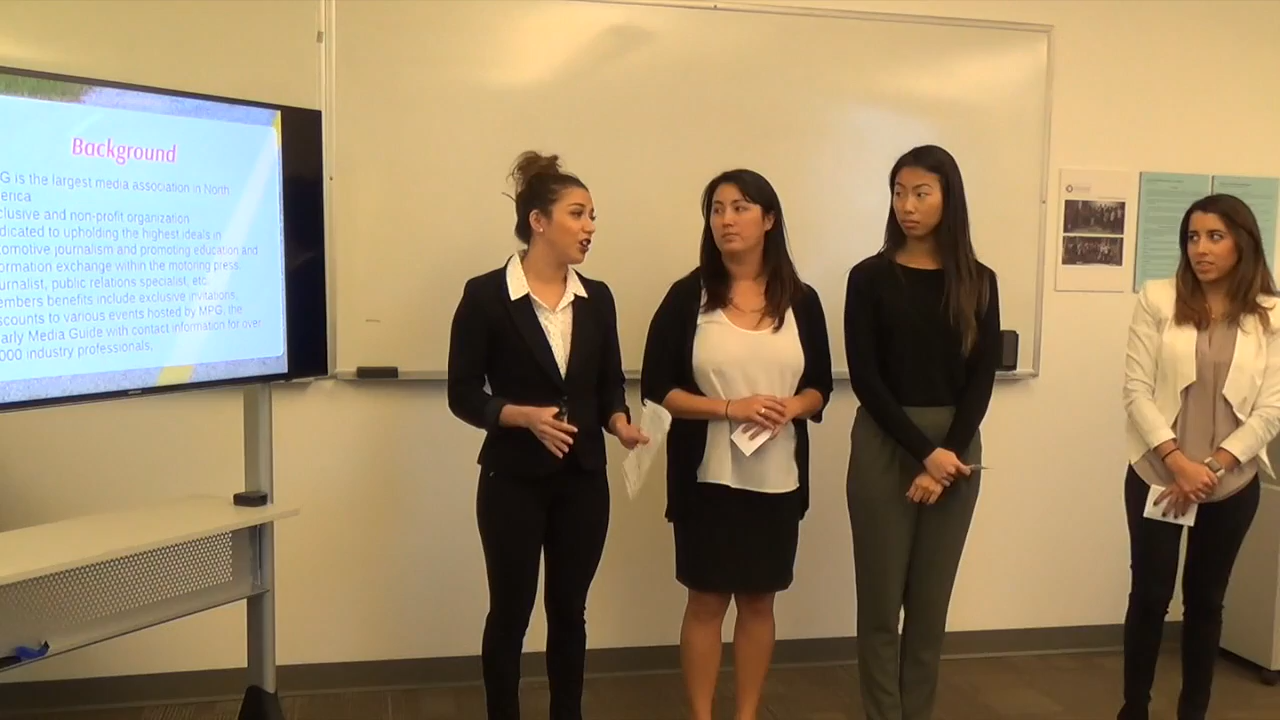 Background
G is the largest media association in North
erica
clusive and non-profit organization
dicated to upholding the highest ideals in
tomotive journalism and promoting education and
ormation exchange within the motoring press.
urnalist, public relations specialist, etc.
embers benefits include exclusive invitations,
scounts to various events hosted by MPG, the
arly Media Guide with contact information for over
000 industry professionals.